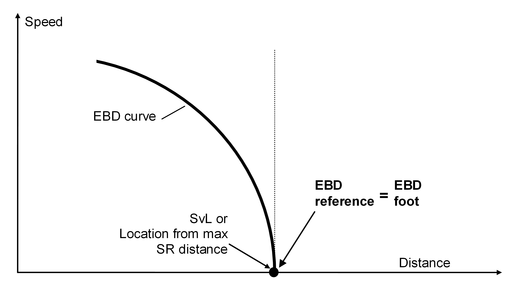 Speed
EBD curve
EBD
reference
=
EBD
foot
SvL or
Location from max
SR distance
Distance